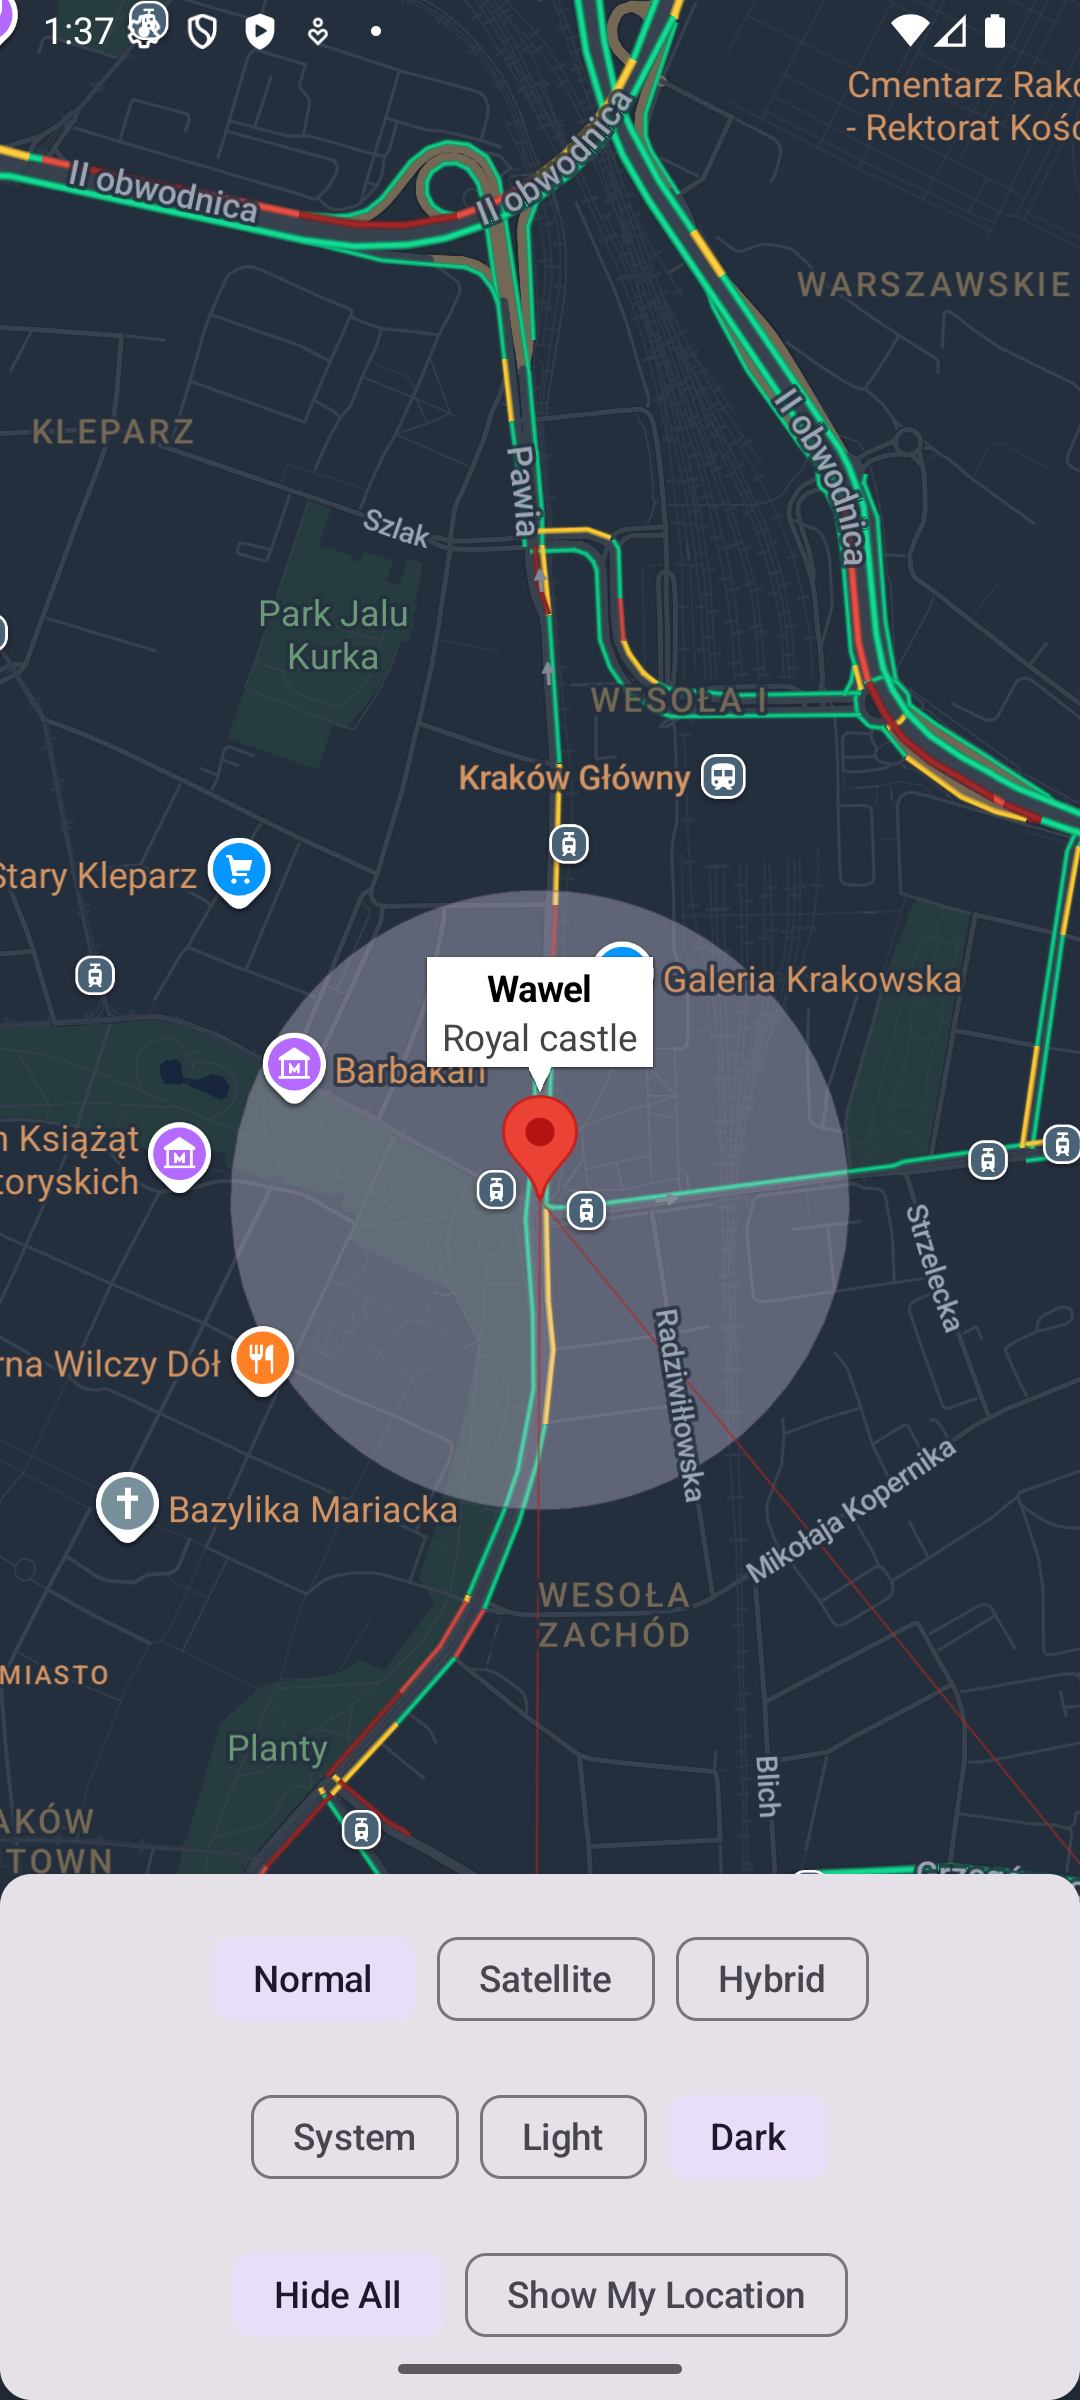 1:37
Cmentarz Rako
- Rektorat Kość
II obwodnica
II obwodnica
WARSZAWSKIE
KLEPARZ
II obwodnica
Pawia
Szlak
Park Jalu
Kurka
WESOŁA I
Kraków Główny
Stary Kleparz
Galeria Krakowska
Wawel
Royal castle
Barbakan
n Książąt
toryskich
Strzelecka
Radziwiłłowska
rna Wilczy Dół
Mikołaja Kopernika
Bazylika Mariacka
WESOŁA
ZACHÓD
MIASTO
Planty
Blich
AKÓW
TOWN
Normal
Satellite
Hybrid
System
Light
Dark
Hide All
Show My Location